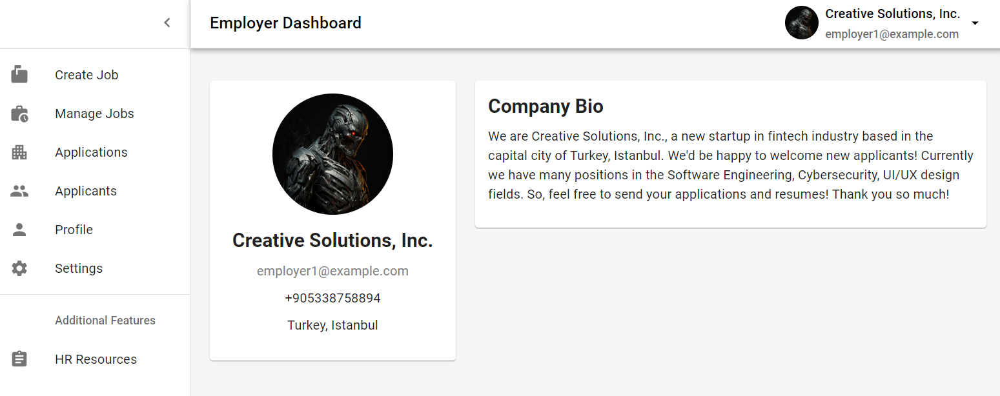 Employer Dashboard
Creative Solutions, Inc.
employer1@example.com
Create Job
Manage Jobs
Applications
Applicants
Profile
Settings
Additional Features
HR Resources
Creative Solutions, Inc.
employer1@example.com
+905338758894
Turkey, Istanbul
Company Bio
We are Creative Solutions, Inc., a new startup in fintech industry based in the
capital city of Turkey, Istanbul. We'd be happy to welcome new applicants! Currently
we have many positions in the Software Engineering, Cybersecurity, UI/UX design
fields. So, feel free to send your applications and resumes! Thank you so much!